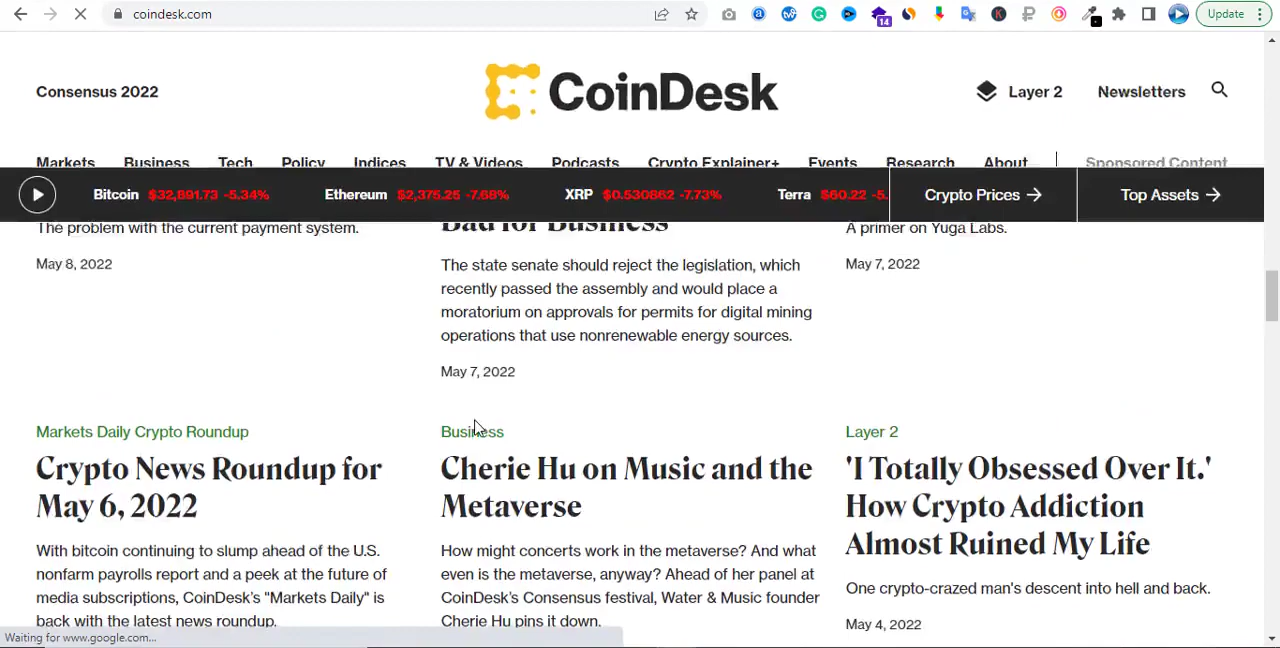 coindesk.com
Update
14
Consensus 2022
CoinDesk
Layer 2
Newsletters
Markets
Business
Tech
Policy
Indices
TV & Videos
Podcasts
Crypto Explainer+
Events
Research
About
Sponsored Content
Bitcoin $32,891.73 -5.34%
Ethereum $2,375.25 -7.68%
XRP $0.530862 -7.73%
Terra $60.22 -5.
Crypto Prices →
Top Assets →
The problem with the current payment system.
May 8, 2022
Bad for Business
The state senate should reject the legislation, which
recently passed the assembly and would place a
moratorium on approvals for permits for digital mining
operations that use nonrenewable energy sources.
May 7, 2022
A primer on Yuga Labs.
May 7, 2022
Markets Daily Crypto Roundup
Crypto News Roundup for
May 6, 2022
With bitcoin continuing to slump ahead of the U.S.
nonfarm payrolls report and a peek at the future of
media subscriptions, CoinDesk's "Markets Daily" is
back with the latest news roundup.
Business
Cherie Hu on Music and the
Metaverse
How might concerts work in the metaverse? And what
even is the metaverse, anyway? Ahead of her panel at
CoinDesk's Consensus festival, Water & Music founder
Cherie Hu pins it down.
Layer 2
'I Totally Obsessed Over It.'
How Crypto Addiction
Almost Ruined My Life
One crypto-crazed man's descent into hell and back.
May 4, 2022
Waiting for www.google.com...